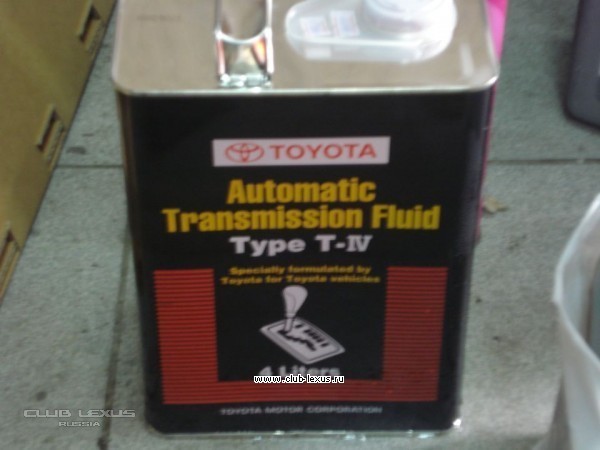 TOYOTA
Automatic
Transmission Fluid
Type T-IV
Specially formulated by
Toyota for Toyota vehicles
4 Liters
www.club-lexus.ru
TOYOTA MOTOR CORPORATION
CLUB LEXUS
RUSSIA